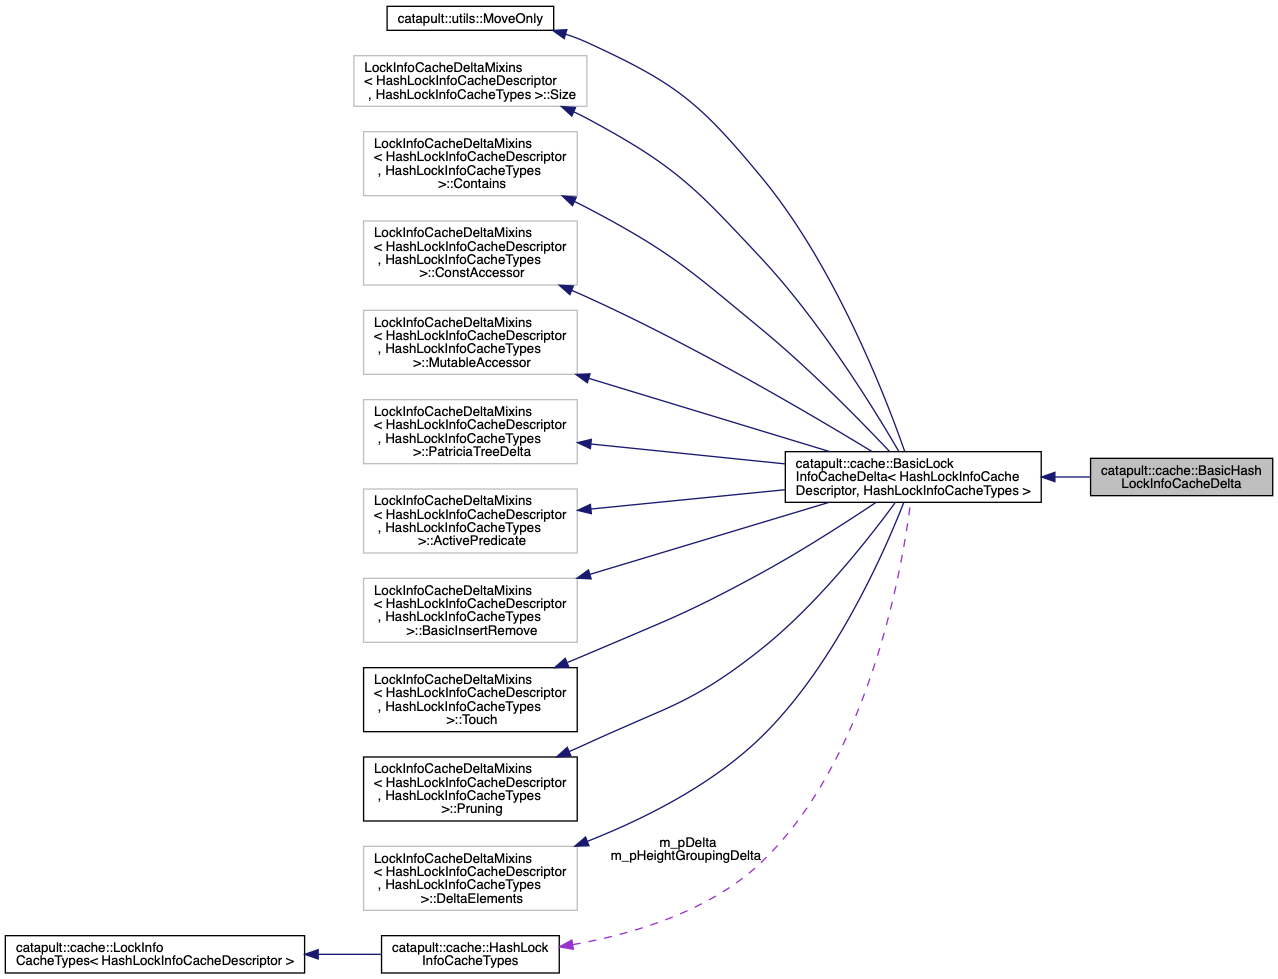 catapult::utils::MoveOnly
LockInfoCacheDeltaMixins
< HashLockInfoCacheDescriptor
, HashLockInfoCacheTypes >::Size
LockInfoCacheDeltaMixins
< HashLockInfoCacheDescriptor
, HashLockInfoCacheTypes
>::Contains
LockInfoCacheDeltaMixins
< HashLockInfoCacheDescriptor
, HashLockInfoCacheTypes
>::ConstAccessor
LockInfoCacheDeltaMixins
< HashLockInfoCacheDescriptor
, HashLockInfoCacheTypes
>::MutableAccessor
LockInfoCacheDeltaMixins
< HashLockInfoCacheDescriptor
, HashLockInfoCacheTypes
>::PatriciaTreeDelta
LockInfoCacheDeltaMixins
< HashLockInfoCacheDescriptor
, HashLockInfoCacheTypes
>::ActivePredicate
LockInfoCacheDeltaMixins
< HashLockInfoCacheDescriptor
, HashLockInfoCacheTypes
>::BasicInsertRemove
LockInfoCacheDeltaMixins
< HashLockInfoCacheDescriptor
, HashLockInfoCacheTypes
>::Touch
LockInfoCacheDeltaMixins
< HashLockInfoCacheDescriptor
, HashLockInfoCacheTypes
>::Pruning
LockInfoCacheDeltaMixins
< HashLockInfoCacheDescriptor
, HashLockInfoCacheTypes
>::DeltaElements
catapult::cache::BasicLock
InfoCacheDelta< HashLockInfoCache
Descriptor, HashLockInfoCacheTypes >
catapult::cache::BasicHash
LockInfoCacheDelta
m_pDelta
m_pHeightGroupingDelta
catapult::cache::LockInfo
CacheTypes< HashLockInfoCacheDescriptor >
catapult::cache::HashLock
InfoCacheTypes